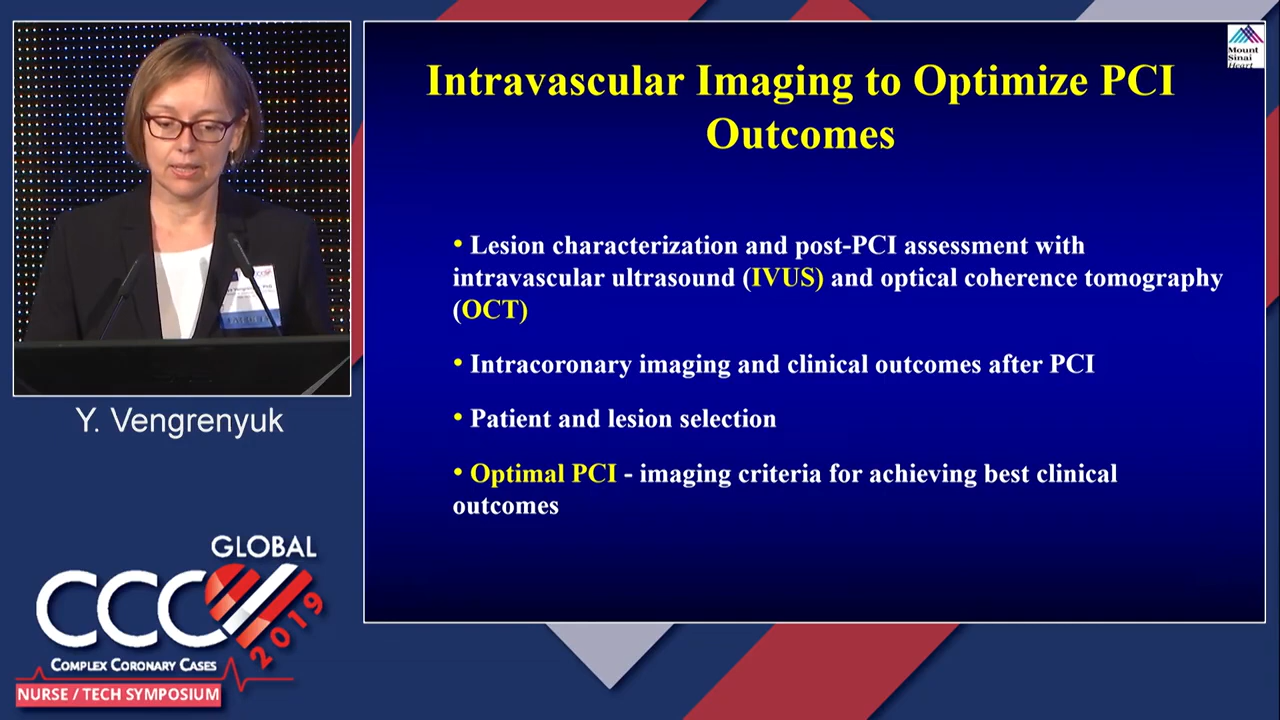 Intravascular Imaging to Optimize PCI
Outcomes
Mount
Sinai
Heart
• Lesion characterization and post-PCI assessment with
intravascular ultrasound (IVUS) and optical coherence tomography
(OCT)
• Intracoronary imaging and clinical outcomes after PCI
• Patient and lesion selection
• Optimal PCI - imaging criteria for achieving best clinical
outcomes
Y. Vengrenyuk
GLOBAL
CCC
2019
COMPLEX CORONARY CASES
NURSE / TECH SYMPOSIUM